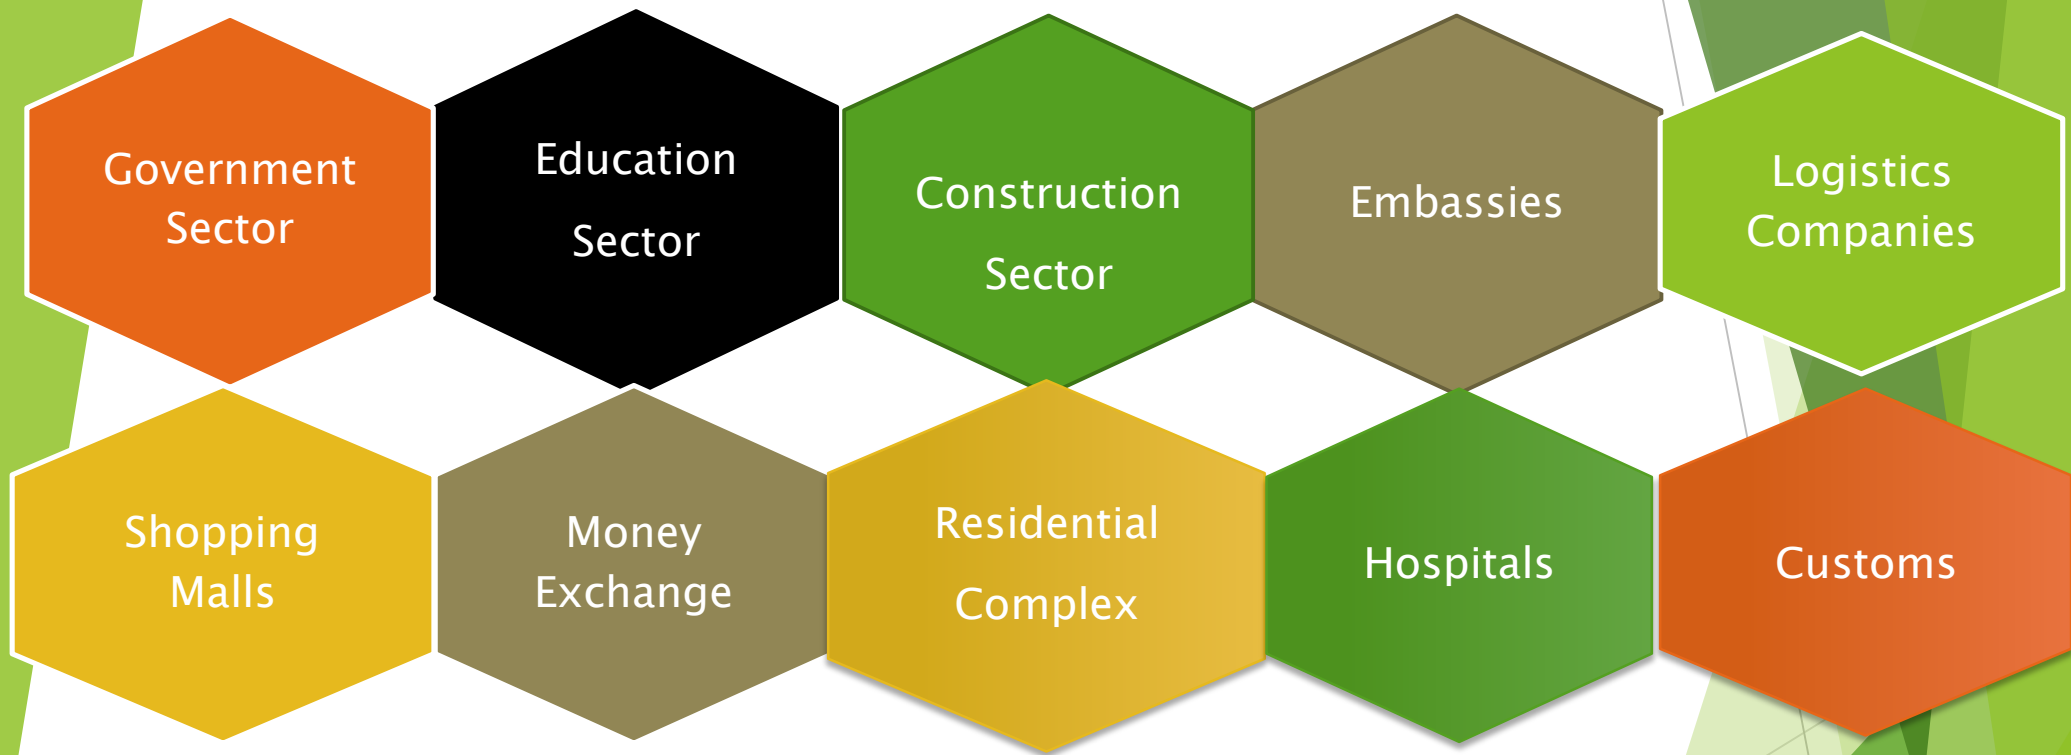 Government
Sector
Education
Sector
Construction
Sector
Embassies
Logistics
Companies
Shopping
Malls
Money
Exchange
Residential
Complex
Hospitals
Customs